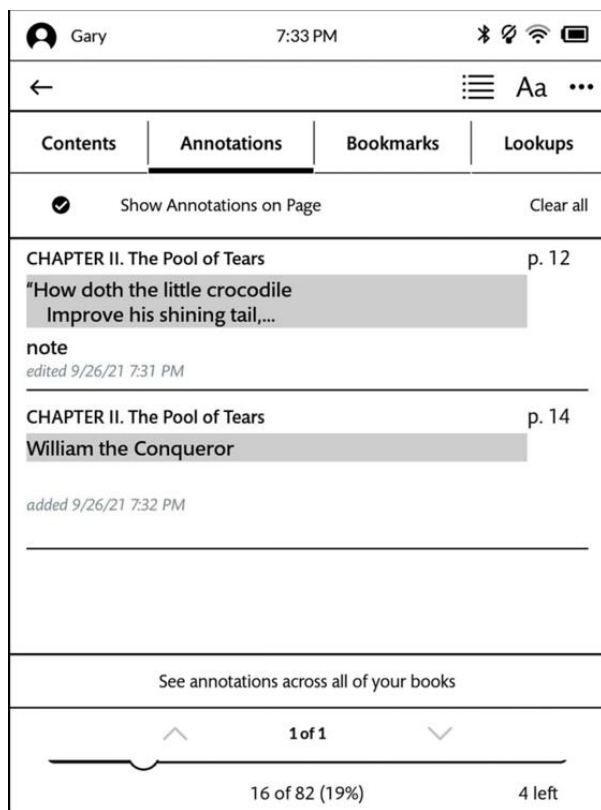 Gary 7:33 PM
Aa
Contents Annotations Bookmarks Lookups
Show Annotations on Page Clear all
CHAPTER II. The Pool of Tears p. 12
“How doth the little crocodile
Improve his shining tail,...
note
edited 9/26/21 7:31 PM
CHAPTER II. The Pool of Tears p. 14
William the Conqueror
added 9/26/21 7:32 PM
See annotations across all of your books
1 of 1
16 of 82 (19%) 4 left